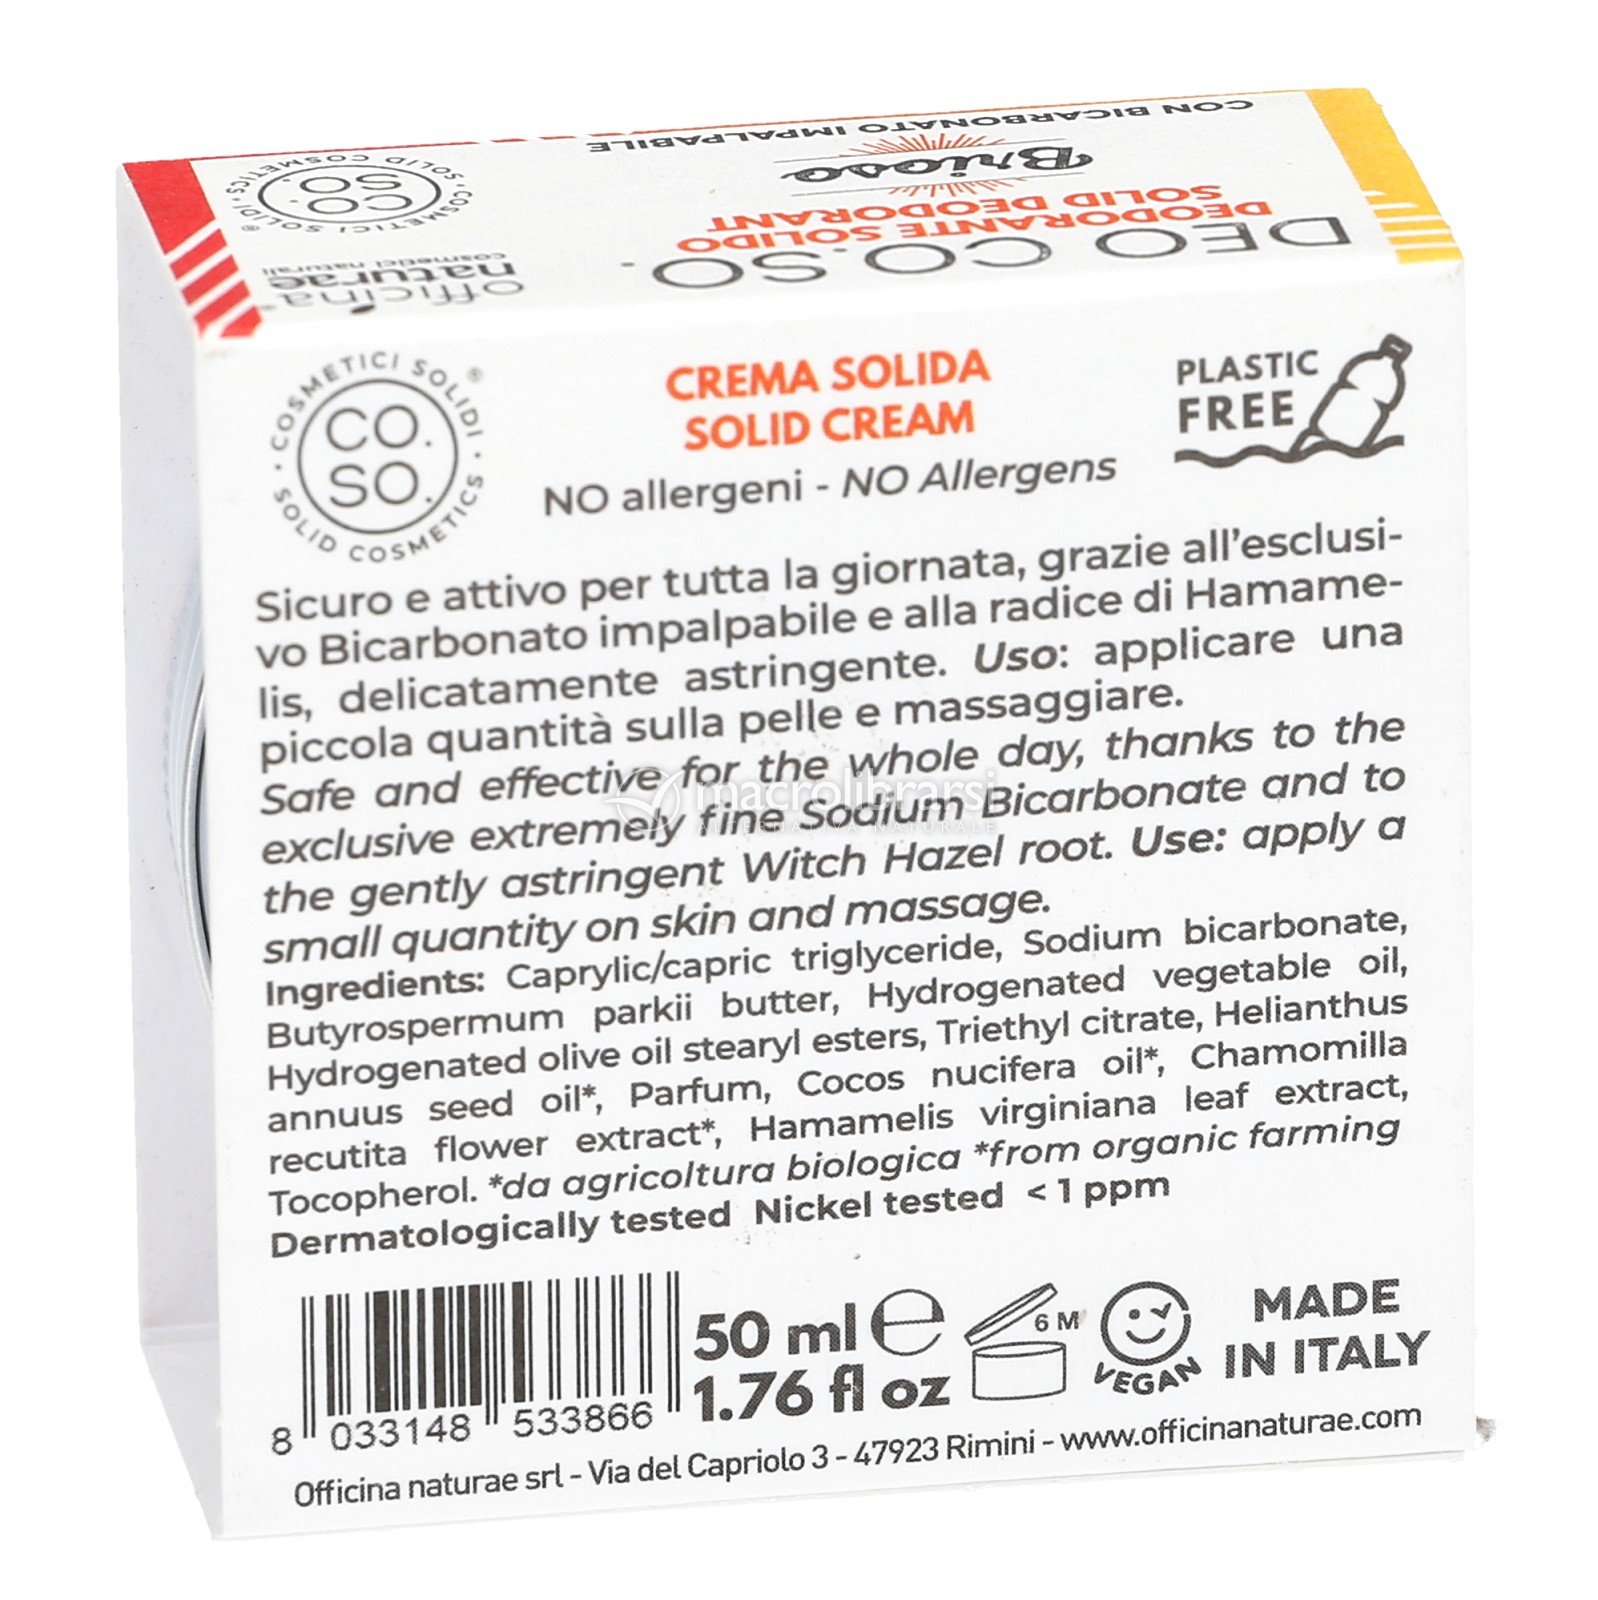 CON BICARBONATO IMPALPABILE
Brioso
SOLID DEODORANT
DEODORANTE SOLIDO
DEO CO.SO.
COSMETICI SOLIDI® · SOLID COSMETICS ·
CO.
SO.
officina
naturae
cosmetici naturali
COSMETICI SOLIDI® · SOLID COSMETICS ·
CO.
SO.
CREMA SOLIDA
SOLID CREAM
NO allergeni - NO Allergens
PLASTIC
FREE
Sicuro e attivo per tutta la giornata, grazie all'esclusi-
vo Bicarbonato impalpabile e alla radice di Hamame-
lis, delicatamente astringente. Uso: applicare una
piccola quantità sulla pelle e massaggiare.
Safe and effective for the whole day, thanks to the
exclusive extremely fine Sodium Bicarbonate and to
the gently astringent Witch Hazel root. Use: apply a
small quantity on skin and massage.
Ingredients: Caprylic/capric triglyceride, Sodium bicarbonate,
Butyrospermum parkii butter, Hydrogenated vegetable oil,
Hydrogenated olive oil stearyl esters, Triethyl citrate, Helianthus
annuus seed oil*, Parfum, Cocos nucifera oil*, Chamomilla
recutita flower extract*, Hamamelis virginiana leaf extract,
Tocopherol. *da agricoltura biologica *from organic farming
Dermatologically tested Nickel tested < 1 ppm
macrolibrarsi
ALTERNATIVA NATURALE
8 033148 533866
50 ml e
1.76 fl oz
6 M
VEGAN
MADE
IN ITALY
Officina naturae srl - Via del Capriolo 3 - 47923 Rimini - www.officinanaturae.com